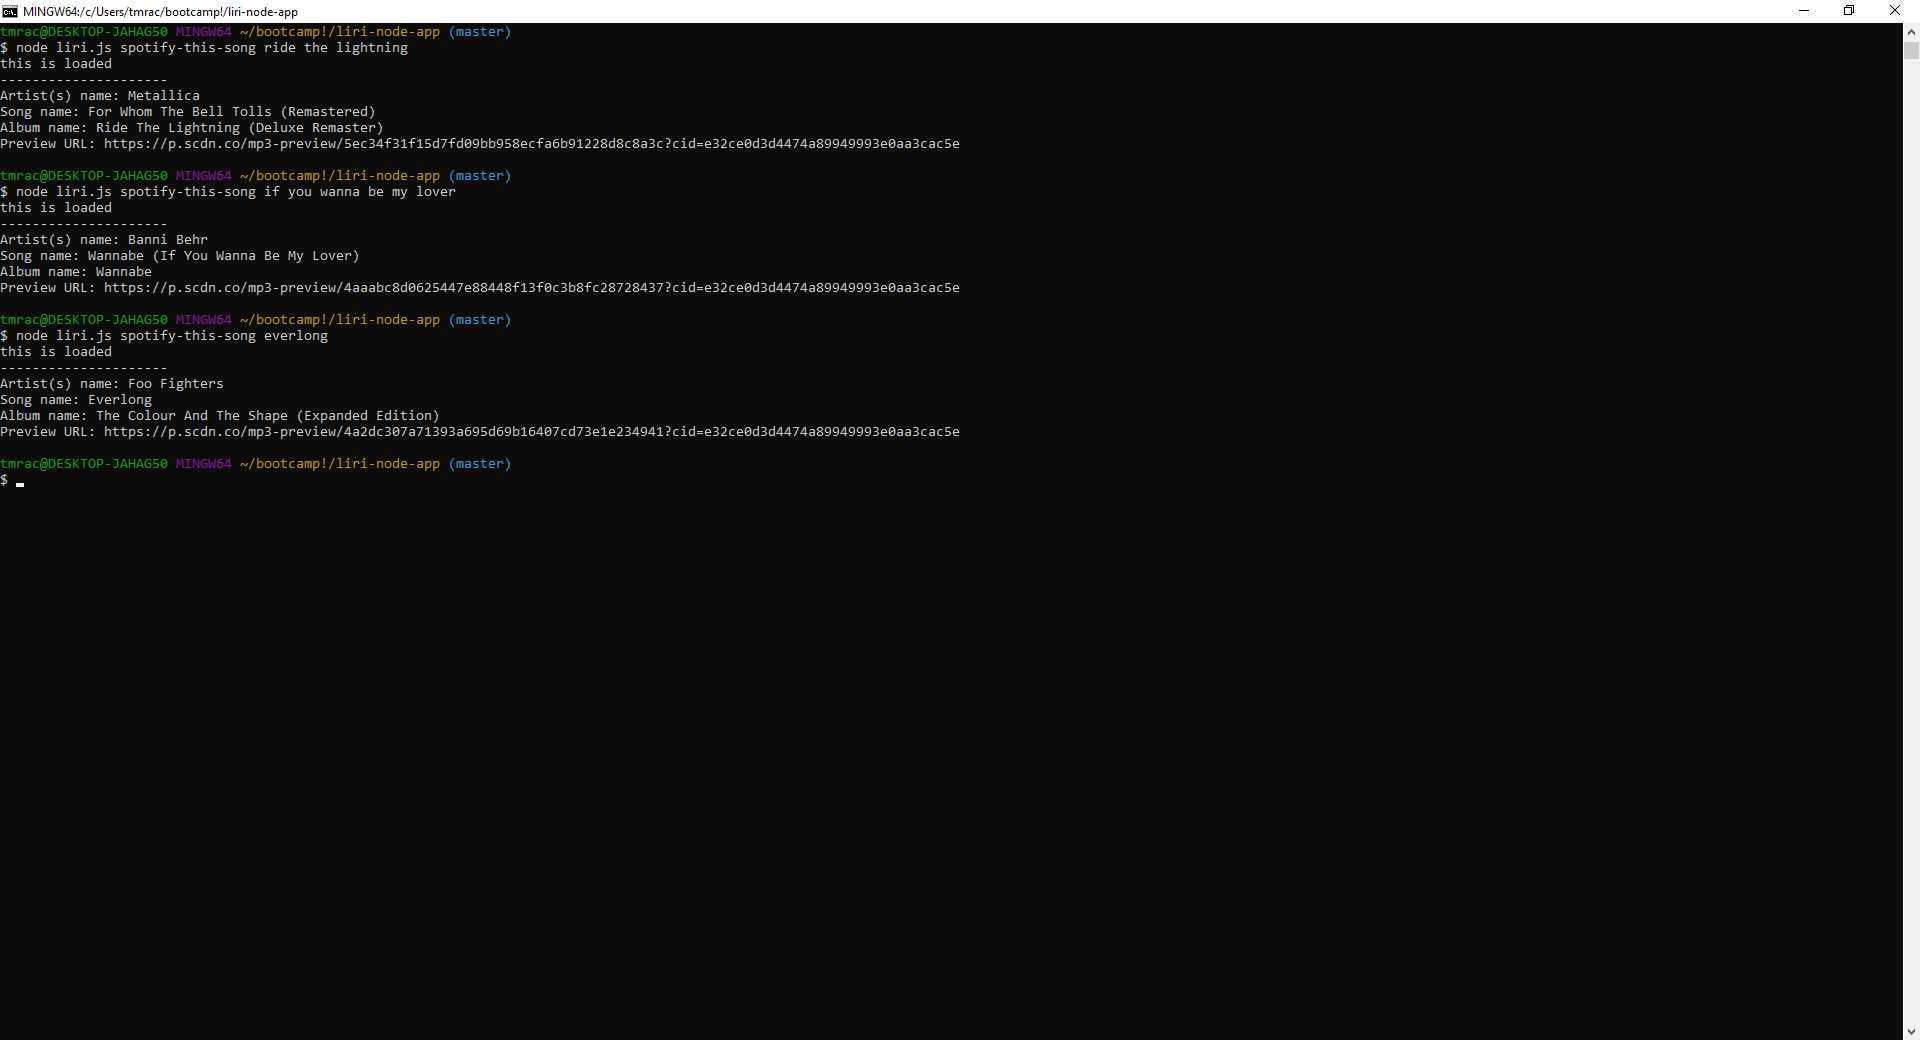 MINGW64:/c/Users/tmrac/bootcamp!/liri-node-app
tmrac@DESKTOP-JAHAG50 MINGW64 ~/bootcamp!/liri-node-app (master)
$ node liri.js spotify-this-song ride the lightning
this is loaded
---------------------
Artist(s) name: Metallica
Song name: For Whom The Bell Tolls (Remastered)
Album name: Ride The Lightning (Deluxe Remaster)
Preview URL: https://p.scdn.co/mp3-preview/5ec34f31f15d7fd09bb958ecfa6b91228d8c8a3c?cid=e32ce0d3d4474a89949993e0aa3cac5e
tmrac@DESKTOP-JAHAG50 MINGW64 ~/bootcamp!/liri-node-app (master)
$ node liri.js spotify-this-song if you wanna be my lover
this is loaded
---------------------
Artist(s) name: Banni Behr
Song name: Wannabe (If You Wanna Be My Lover)
Album name: Wannabe
Preview URL: https://p.scdn.co/mp3-preview/4aaabc8d0625447e88448f13f0c3b8fc28728437?cid=e32ce0d3d4474a89949993e0aa3cac5e
tmrac@DESKTOP-JAHAG50 MINGW64 ~/bootcamp!/liri-node-app (master)
$ node liri.js spotify-this-song everlong
this is loaded
---------------------
Artist(s) name: Foo Fighters
Song name: Everlong
Album name: The Colour And The Shape (Expanded Edition)
Preview URL: https://p.scdn.co/mp3-preview/4a2dc307a71393a695d69b16407cd73e1e234941?cid=e32ce0d3d4474a89949993e0aa3cac5e
tmrac@DESKTOP-JAHAG50 MINGW64 ~/bootcamp!/liri-node-app (master)
$